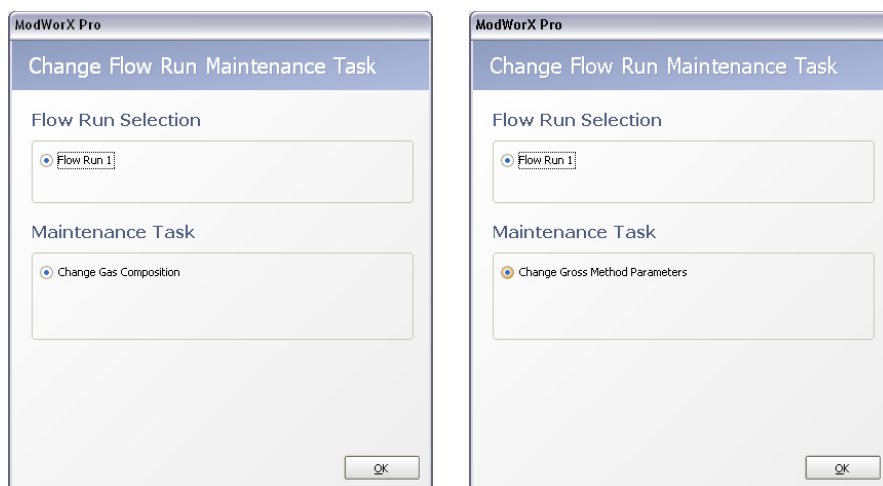 ModWorX Pro
Change Flow Run Maintenance Task
Flow Run Selection
Flow Run 1
Maintenance Task
Change Gas Composition
OK
ModWorX Pro
Change Flow Run Maintenance Task
Flow Run Selection
Flow Run 1
Maintenance Task
Change Gross Method Parameters
OK